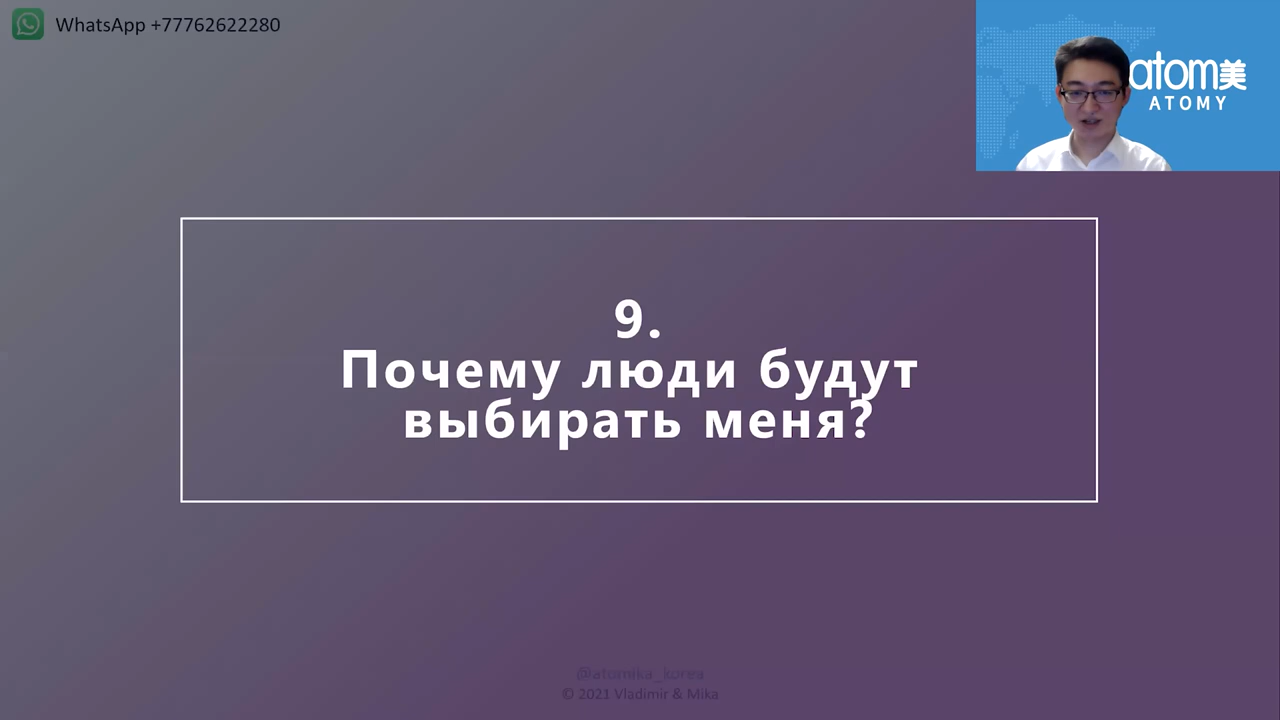 WhatsApp +77762622280
atom美
ATOMY
9.
Почему люди будут
выбирать меня?
@atomika_korea
© 2021 Vladimir & Mika